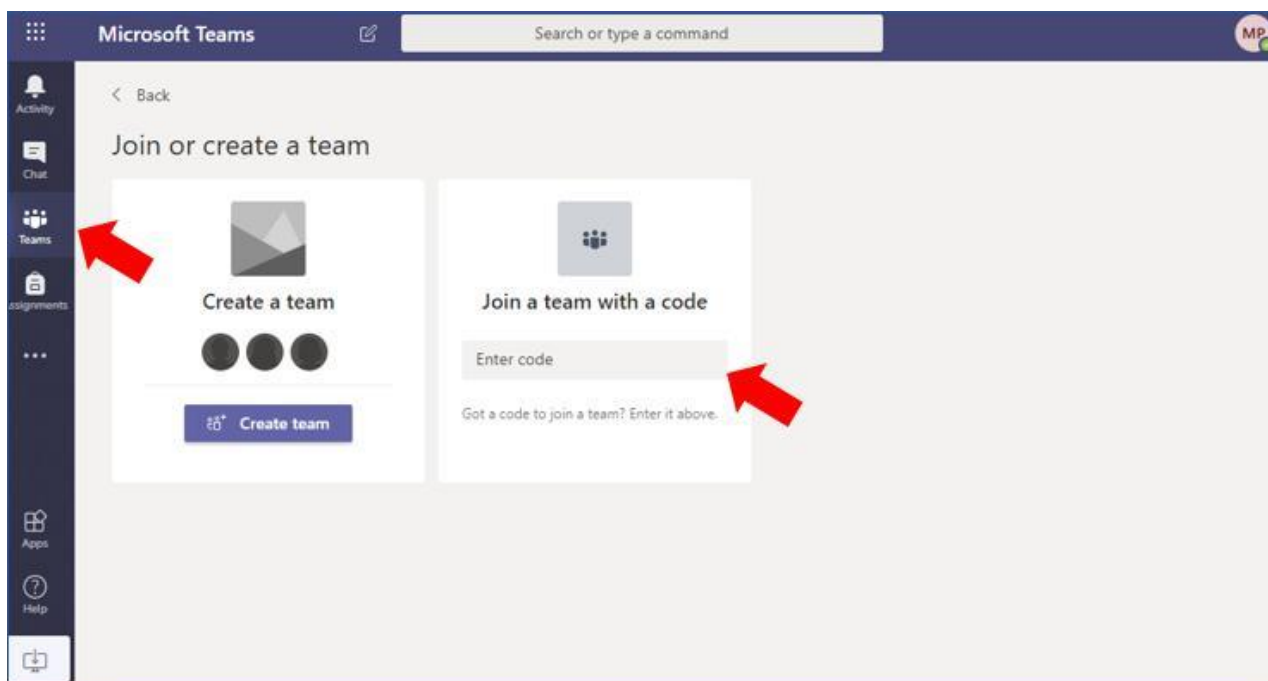 Microsoft Teams
Search or type a command
MP
Activity
Chat
Teams
ssignments
Apps
Help
< Back
Join or create a team
Create a team
Create team
Join a team with a code
Enter code
Got a code to join a team? Enter it above.